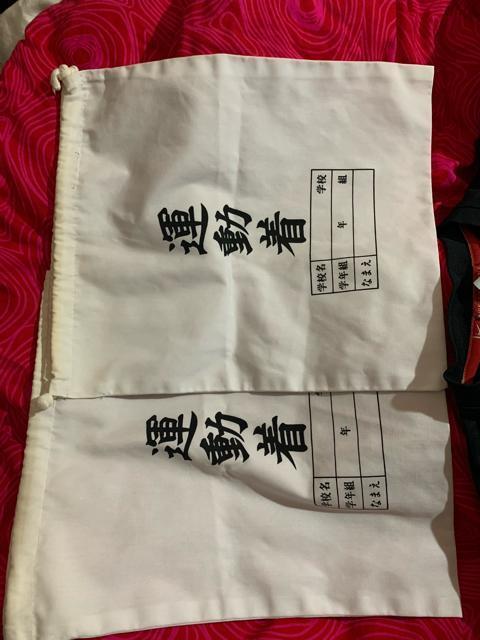 運動着
学校名 学校
学年組 年 組
なまえ
運動着
学校名
学年組 年
なまえ